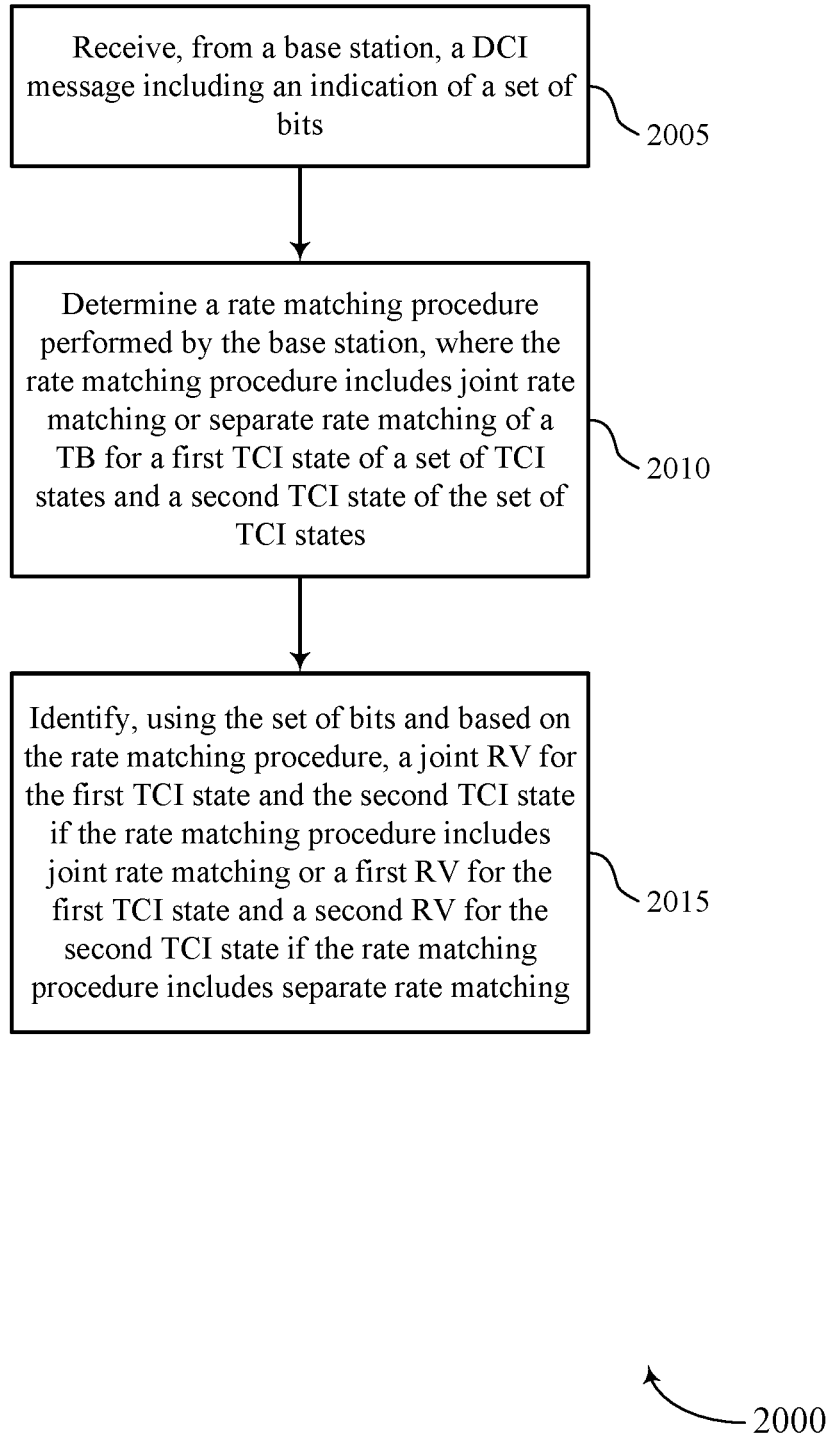 Receive, from a base station, a DCI
message including an indication of a set of
bits
2005
Determine a rate matching procedure
performed by the base station, where the
rate matching procedure includes joint rate
matching or separate rate matching of a
TB for a first TCI state of a set of TCI
states and a second TCI state of the set of
TCI states
2010
Identify, using the set of bits and based on
the rate matching procedure, a joint RV for
the first TCI state and the second TCI state
if the rate matching procedure includes
joint rate matching or a first RV for the
first TCI state and a second RV for the
second TCI state if the rate matching
procedure includes separate rate matching
2015
2000